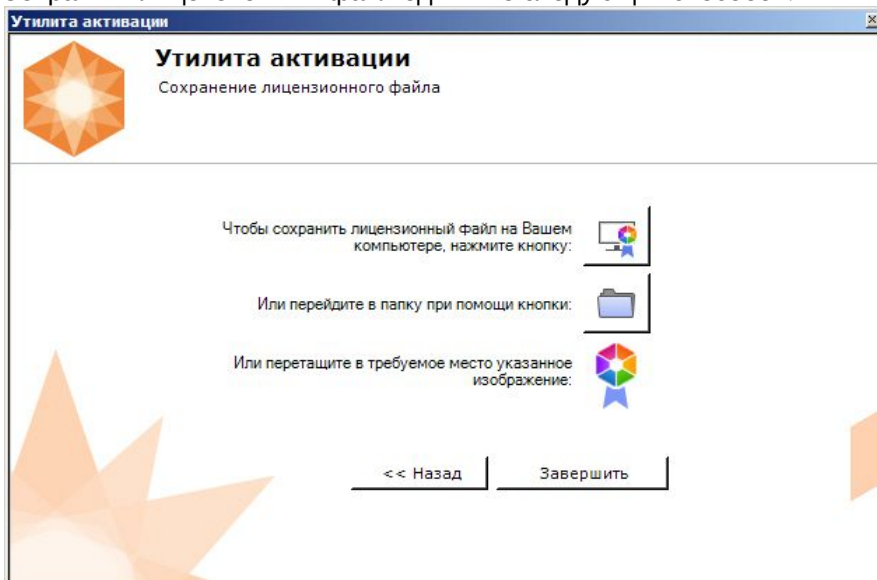 Утилита активации
Утилита активации
Сохранение лицензионного файла
Чтобы сохранить лицензионный файл на Вашем
компьютере, нажмите кнопку:
Или перейдите в папку при помощи кнопки:
Или перетащите в требуемое место указанное
изображение:
<< Назад
Завершить